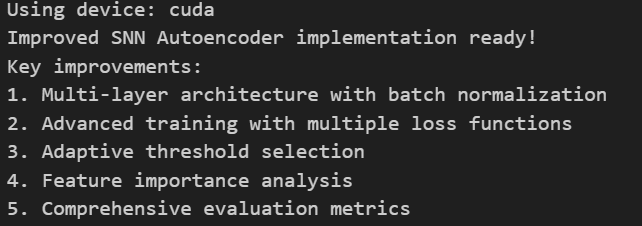 Using device: cuda
Improved SNN Autoencoder implementation ready!
Key improvements:
1. Multi-layer architecture with batch normalization
2. Advanced training with multiple loss functions
3. Adaptive threshold selection
4. Feature importance analysis
5. Comprehensive evaluation metrics